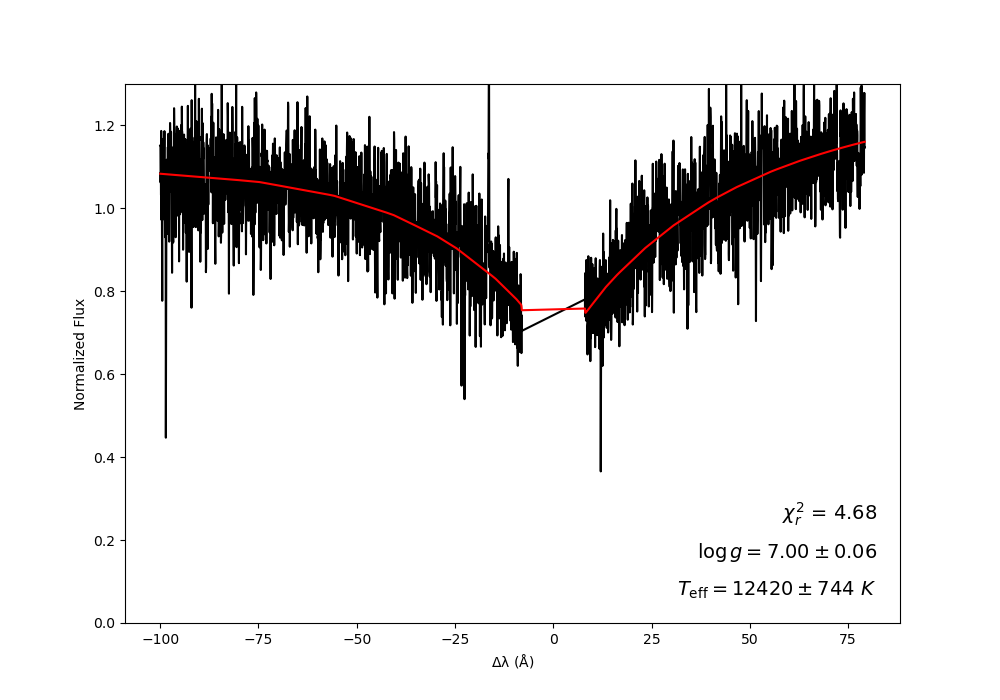 1.2
1.0
0.8
0.6
0.4
0.2
0.0
Normalized Flux
χ²ᵣ = 4.68
log g = 7.00 ± 0.06
T_eff = 12420 ± 744 K
−100 −75 −50 −25 0 25 50 75
Δλ (Å)